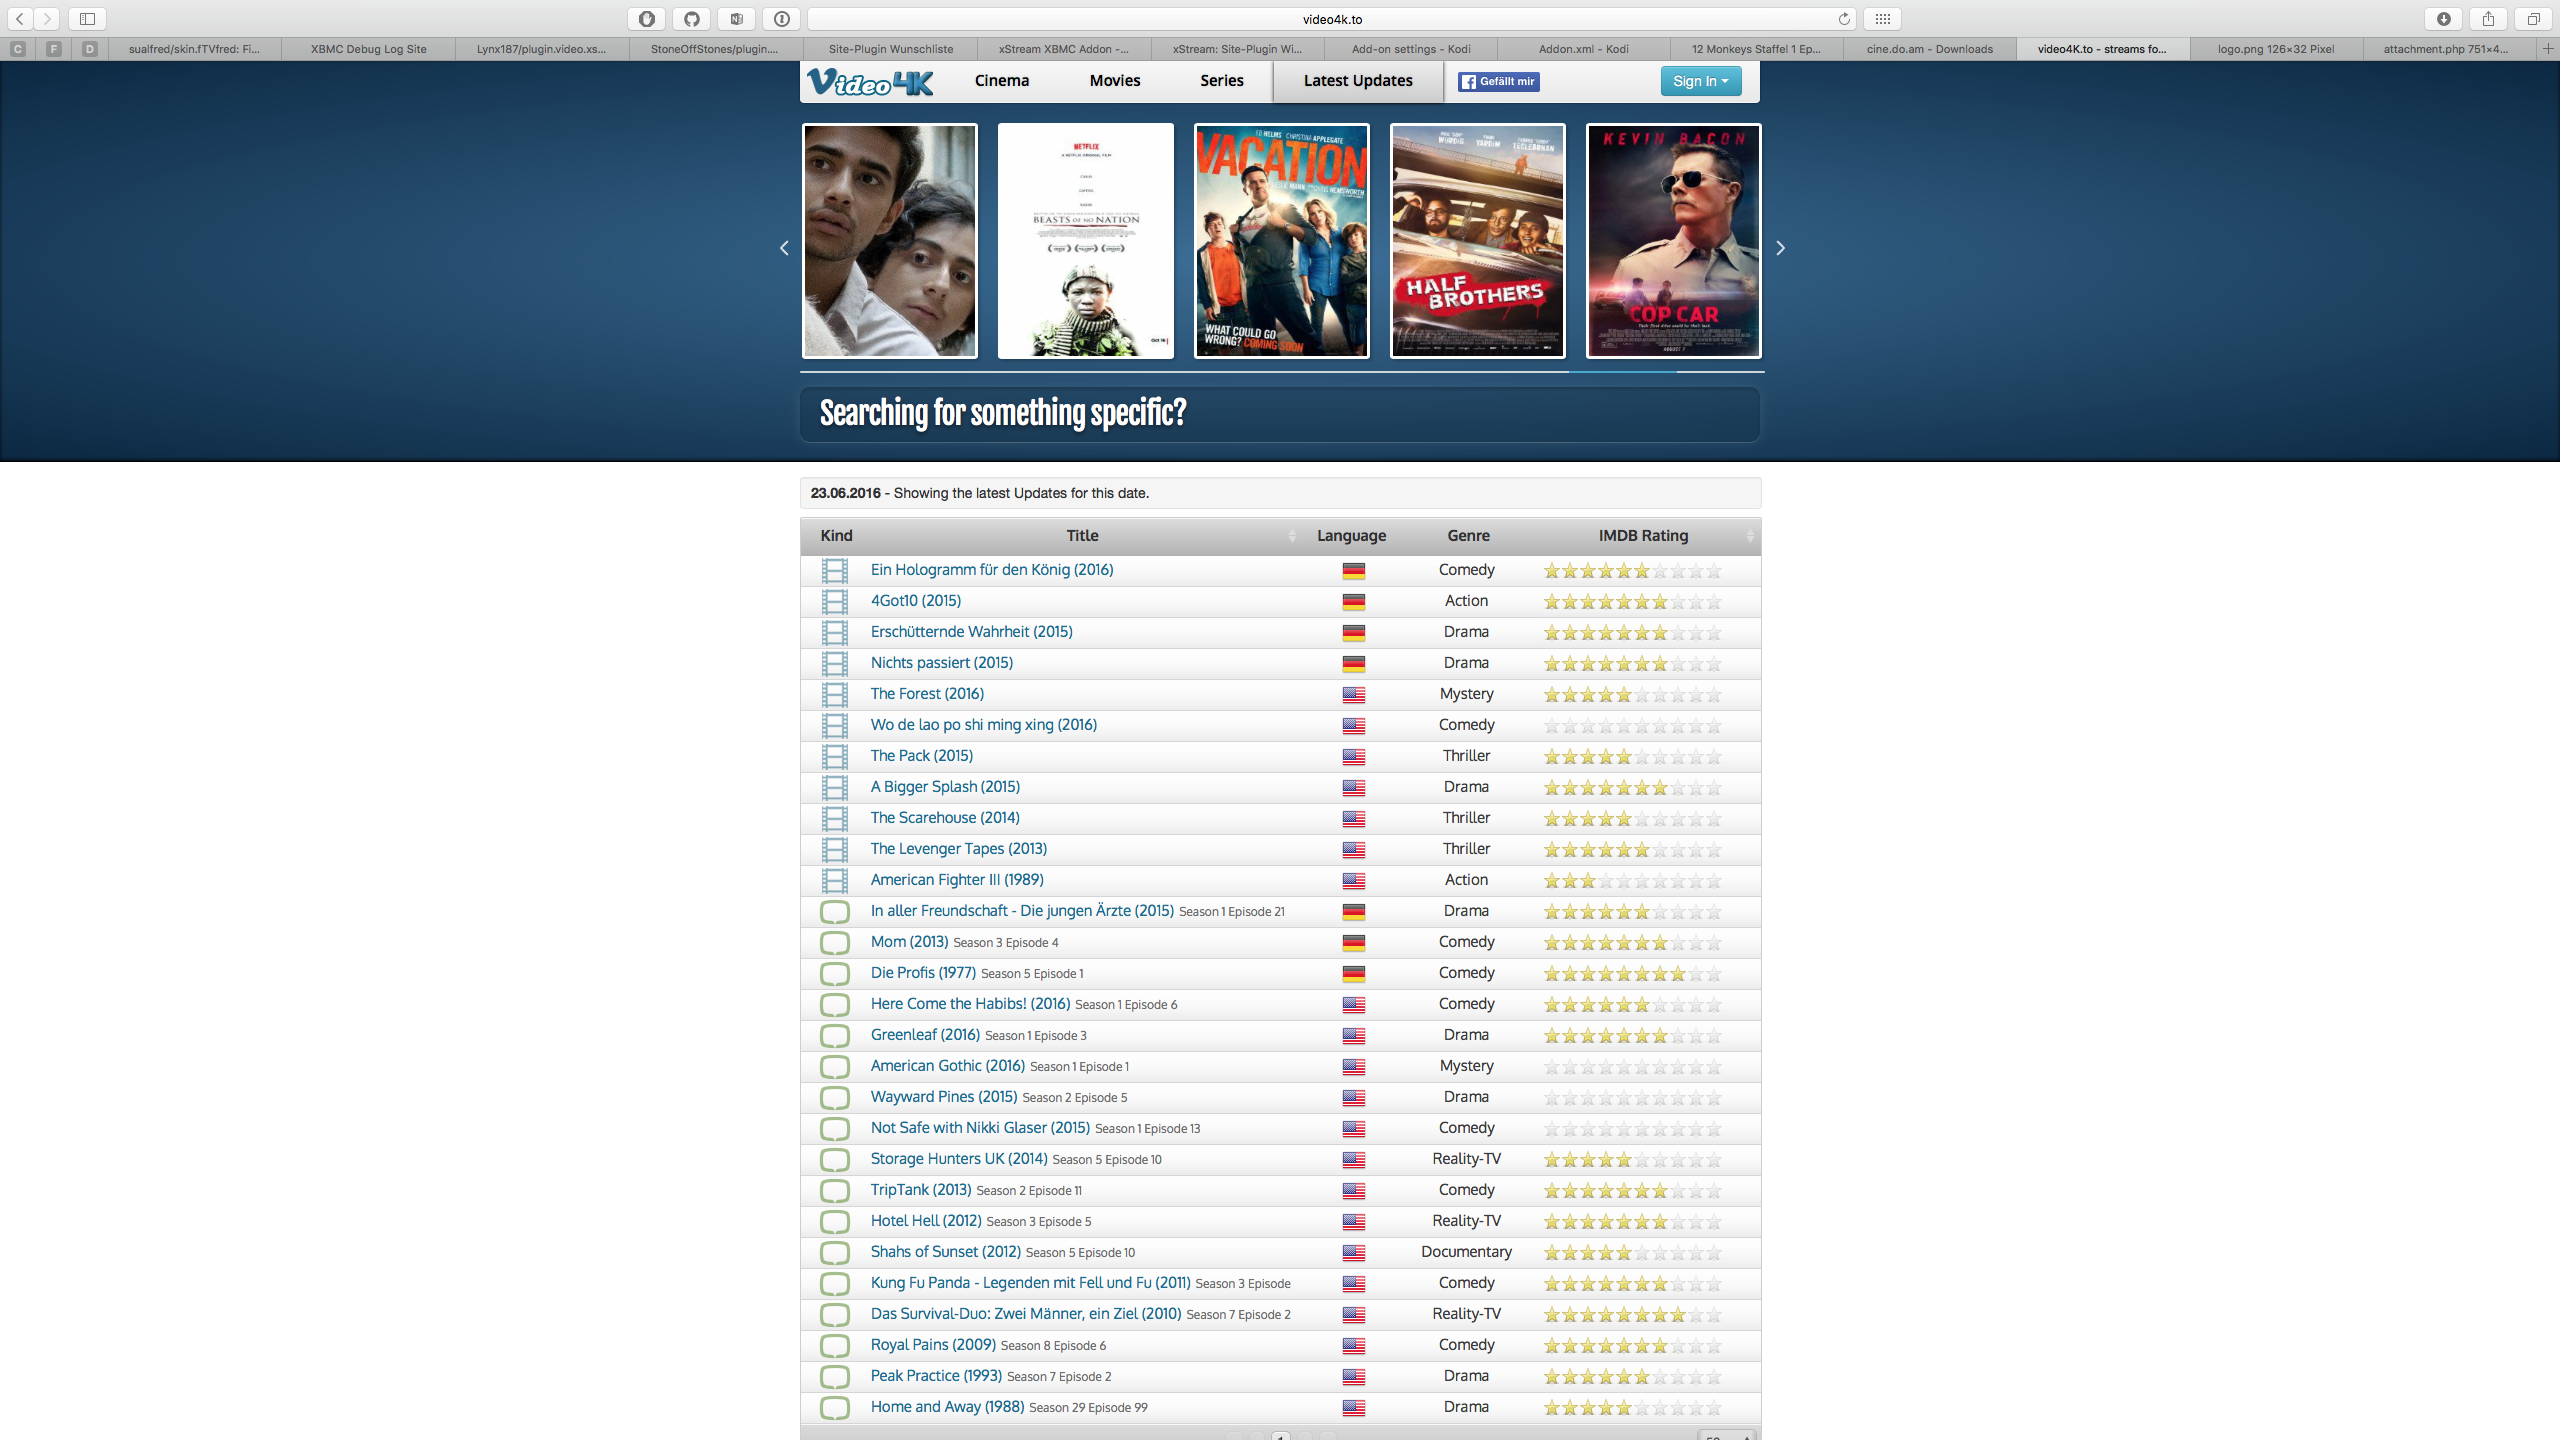 video4k.to
C F D sualfred/skin.fTVfred: Fi... XBMC Debug Log Site Lynx187/plugin.video.xs... StoneOffStones/plugin.... Site-Plugin Wunschliste xStream XBMC Addon -... xStream: Site-Plugin Wi... Add-on settings - Kodi Addon.xml - Kodi 12 Monkeys Staffel 1 Ep... cine.do.am - Downloads video4K.to - streams fo... logo.png 126×32 Pixel attachment.php 751×4...
Video4K Cinema Movies Series Latest Updates Gefällt mir Sign In
NETFLIX
A NETFLIX ORIGINAL FILM
BEASTS OF NO NATION
ED HELMS CHRISTINA APPLEGATE
VACATION
WHAT COULD GO WRONG? COMING SOON
HALF BROTHERS
KEVIN BACON
COP CAR
AUGUST 7
Searching for something specific?
23.06.2016 - Showing the latest Updates for this date.
Kind Title Language Genre IMDB Rating
Ein Hologramm für den König (2016) Comedy
4Got10 (2015) Action
Erschütternde Wahrheit (2015) Drama
Nichts passiert (2015) Drama
The Forest (2016) Mystery
Wo de lao po shi ming xing (2016) Comedy
The Pack (2015) Thriller
A Bigger Splash (2015) Drama
The Scarehouse (2014) Thriller
The Levenger Tapes (2013) Thriller
American Fighter III (1989) Action
In aller Freundschaft - Die jungen Ärzte (2015) Season 1 Episode 21 Drama
Mom (2013) Season 3 Episode 4 Comedy
Die Profis (1977) Season 5 Episode 1 Comedy
Here Come the Habibs! (2016) Season 1 Episode 6 Comedy
Greenleaf (2016) Season 1 Episode 3 Drama
American Gothic (2016) Season 1 Episode 1 Mystery
Wayward Pines (2015) Season 2 Episode 5 Drama
Not Safe with Nikki Glaser (2015) Season 1 Episode 13 Comedy
Storage Hunters UK (2014) Season 5 Episode 10 Reality-TV
TripTank (2013) Season 2 Episode 11 Comedy
Hotel Hell (2012) Season 3 Episode 5 Reality-TV
Shahs of Sunset (2012) Season 5 Episode 10 Documentary
Kung Fu Panda - Legenden mit Fell und Fu (2011) Season 3 Episode Comedy
Das Survival-Duo: Zwei Männer, ein Ziel (2010) Season 7 Episode 2 Reality-TV
Royal Pains (2009) Season 8 Episode 6 Comedy
Peak Practice (1993) Season 7 Episode 2 Drama
Home and Away (1988) Season 29 Episode 99 Drama